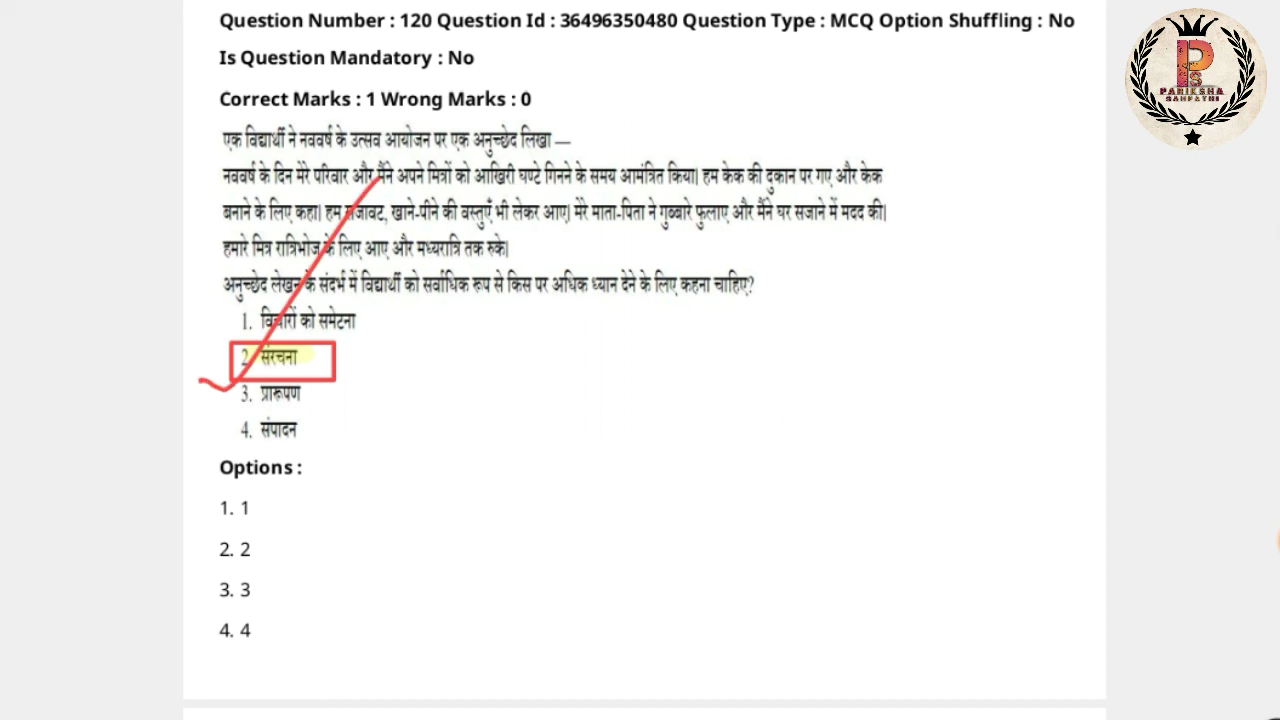 Question Number : 120 Question Id : 36496350480 Question Type : MCQ Option Shuffling : No
Is Question Mandatory : No
Correct Marks : 1 Wrong Marks : 0
एक विद्यार्थी ने नववर्ष के उत्सव आयोजन पर एक अनुच्छेद लिखा —
नववर्ष के दिन मेरे परिवार और मैंने अपने मित्रों को आखिरी घण्टे गिनने के समय आमंत्रित किया। हम केक की दुकान पर गए और केक
बनाने के लिए कहा। हम सजावट, खाने-पीने की वस्तुएँ भी लेकर आए। मेरे माता-पिता ने गुब्बारे फुलाए और मैंने घर सजाने में मदद की।
हमारे मित्र रात्रिभोज के लिए आए और मध्यरात्रि तक रुके।
अनुच्छेद लेखन के संदर्भ में विद्यार्थी को सर्वाधिक रूप से किस पर अधिक ध्यान देने के लिए कहना चाहिए?
1. विचारों को समेटना
2. संरचना
3. प्रारूपण
4. संपादन
Options :
1. 1
2. 2
3. 3
4. 4
PS
PARIKSHA
SARPATHI